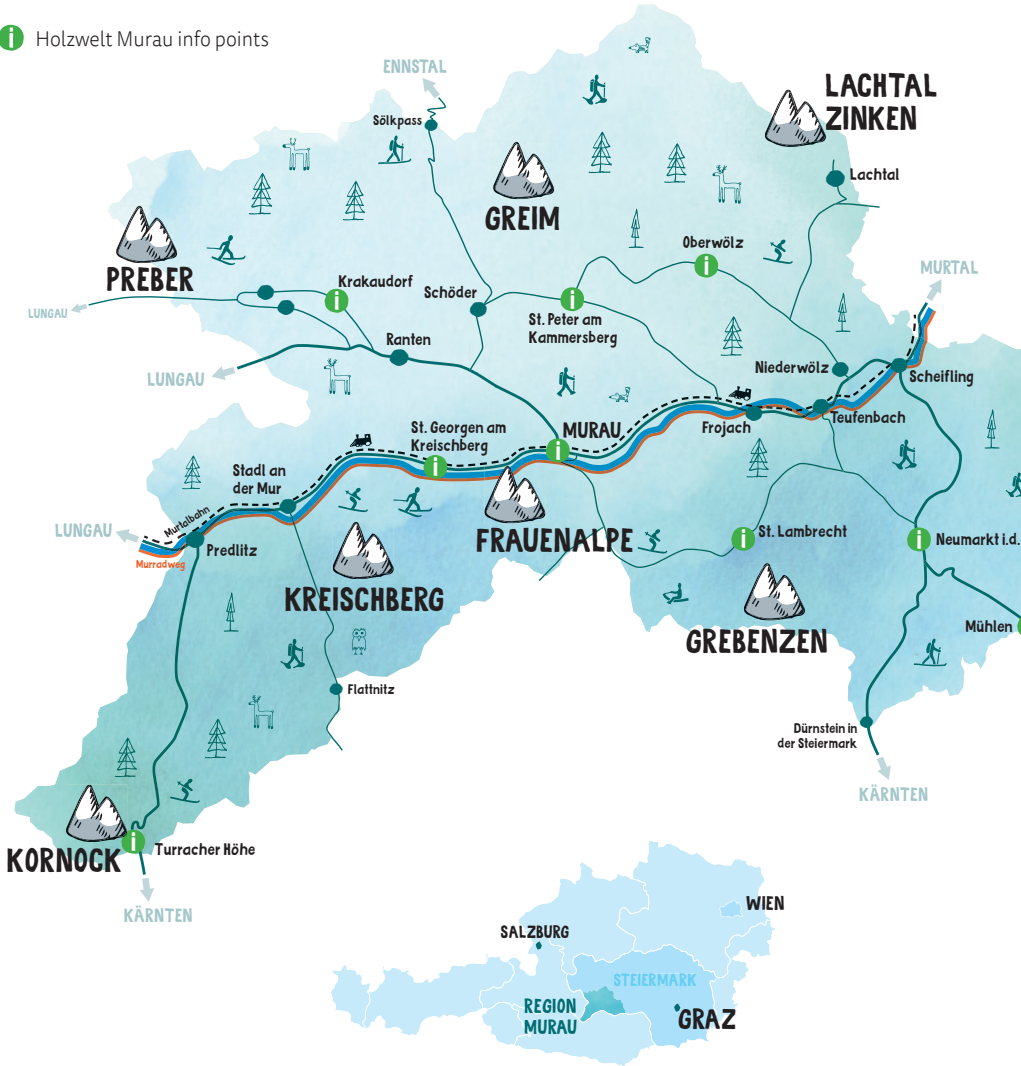 i Holzwelt Murau info points
ENNSTAL
LACHTAL
ZINKEN
Sölkpass
Lachtal
GREIM
Oberwölz
i
PREBER
MURTAL
Krakaudorf
i
Schöder
i
LUNGAU
St. Peter am
Kammersberg
Ranten
Niederwölz
Scheifling
LUNGAU
Teufenbach
Frojach
St. Georgen am
Kreischberg
i
MURAU
i
Stadl an
der Mur
Murtalbahn
LUNGAU
Predlitz
Murradweg
FRAUENALPE
i
St. Lambrecht
i
Neumarkt i.d.
KREISCHBERG
GREBENZEN
Mühlen
Flattnitz
Dürnstein in
der Steiermark
KÄRNTEN
KORNOCK
i
Turracher Höhe
KÄRNTEN
WIEN
SALZBURG
STEIERMARK
REGION
MURAU
GRAZ